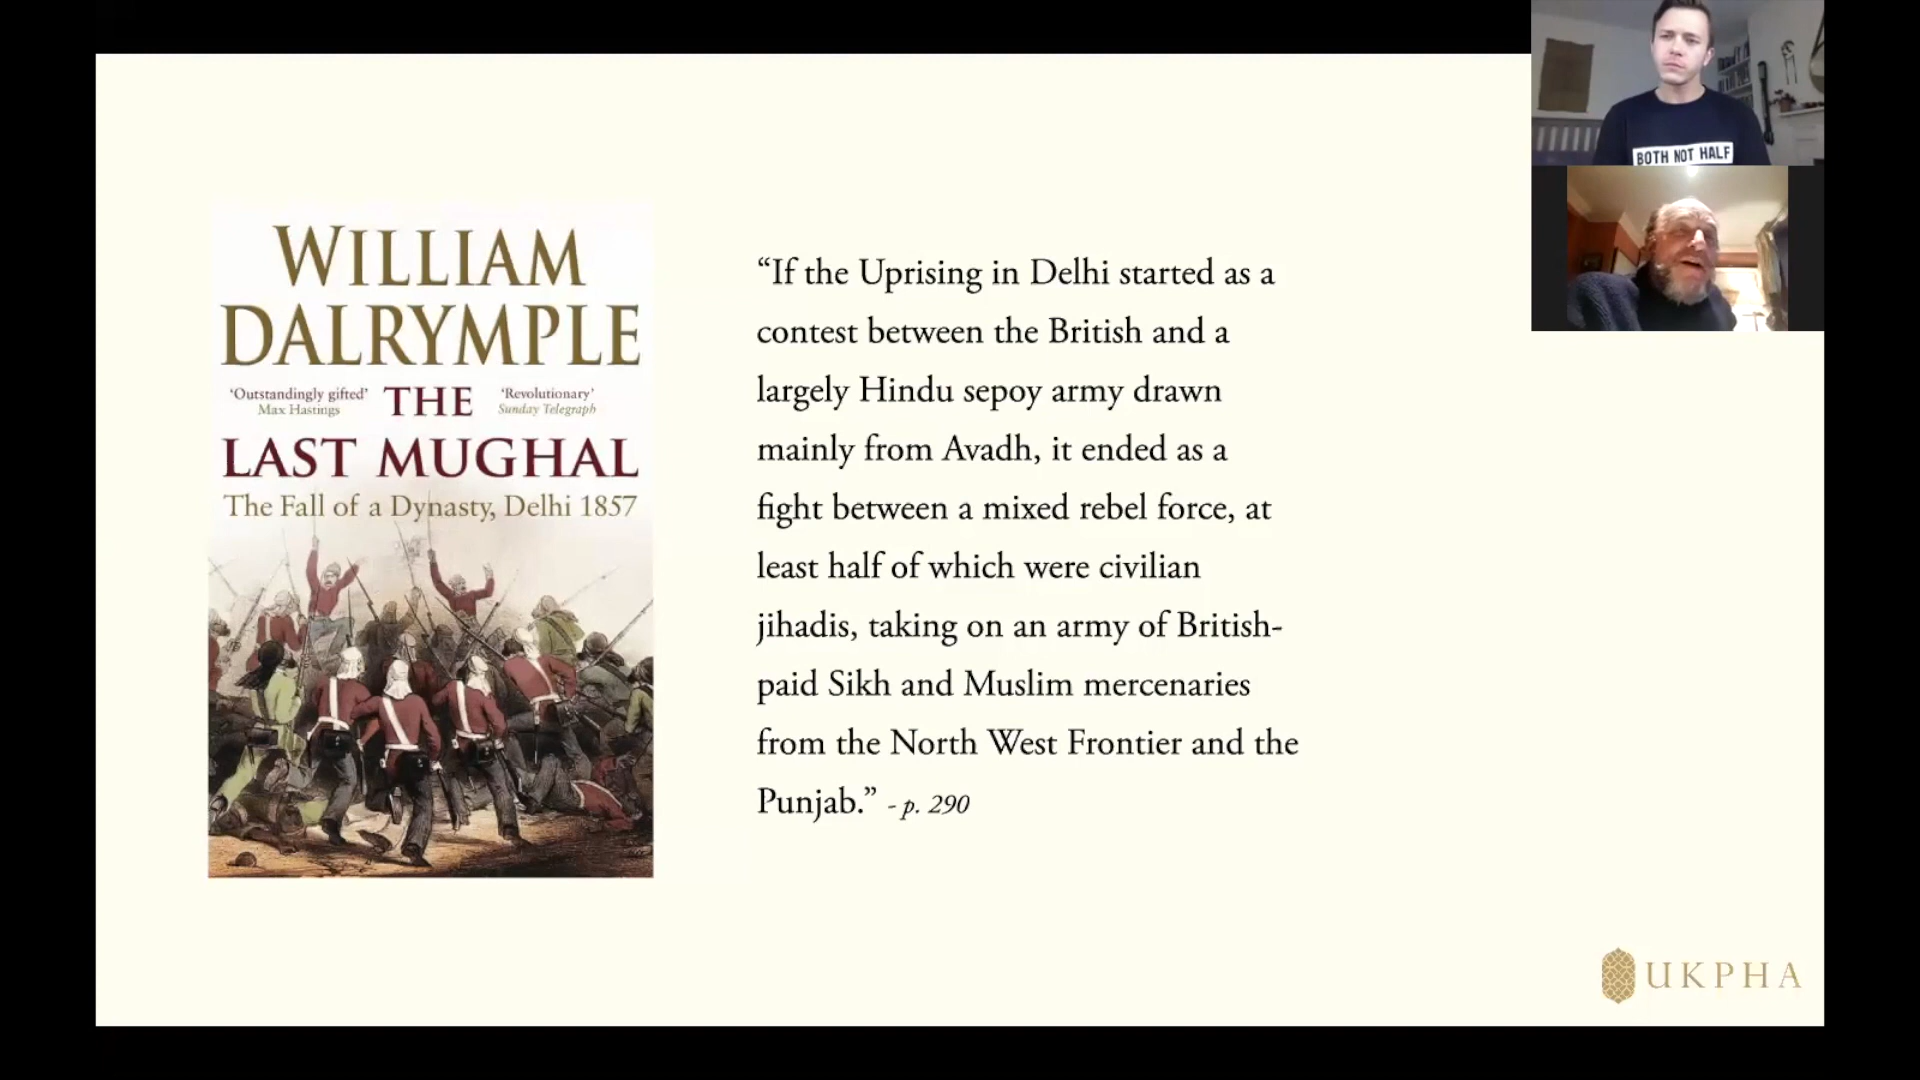 WILLIAM
DALRYMPLE
‘Outstandingly gifted’
Max Hastings
THE
‘Revolutionary’
Sunday Telegraph
LAST MUGHAL
The Fall of a Dynasty, Delhi 1857
“If the Uprising in Delhi started as a
contest between the British and a
largely Hindu sepoy army drawn
mainly from Avadh, it ended as a
fight between a mixed rebel force, at
least half of which were civilian
jihadis, taking on an army of British-
paid Sikh and Muslim mercenaries
from the North West Frontier and the
Punjab.” - p. 290
BOTH NOT HALF
UKPHA